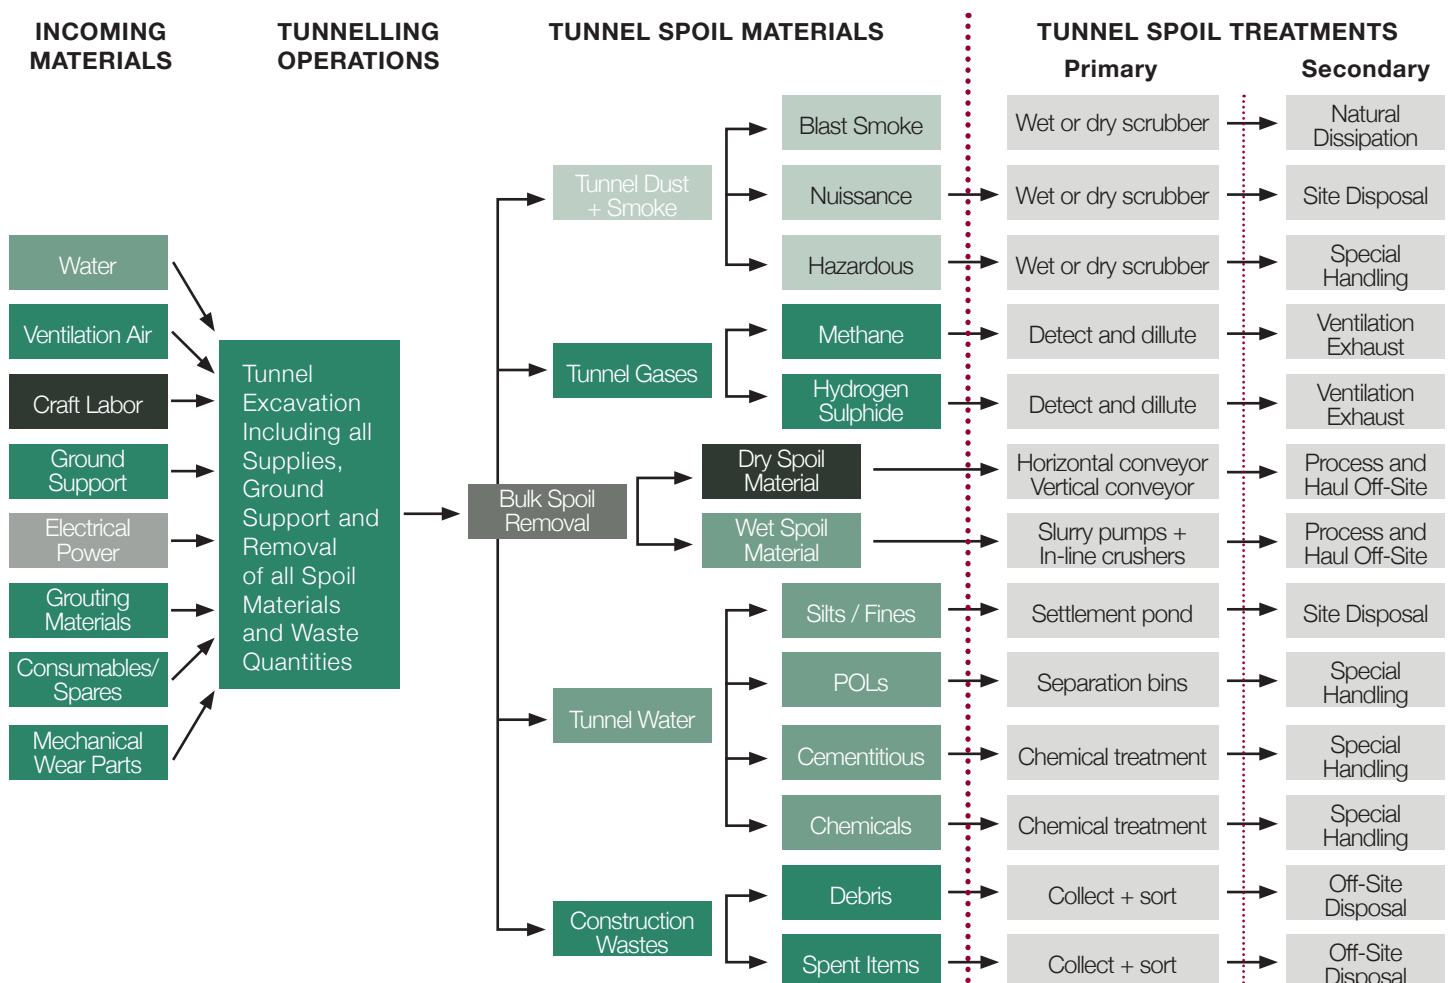 INCOMING
MATERIALS
TUNNELLING
OPERATIONS
TUNNEL SPOIL MATERIALS
TUNNEL SPOIL TREATMENTS
Primary
Secondary
Water
Ventilation Air
Craft Labor
Ground
Support
Electrical
Power
Grouting
Materials
Consumables/
Spares
Mechanical
Wear Parts
Tunnel
Excavation
Including all
Supplies,
Ground
Support and
Removal
of all Spoil
Materials
and Waste
Quantities
Bulk Spoil
Removal
Tunnel Dust
+ Smoke
Tunnel Gases
Tunnel Water
Construction
Wastes
Blast Smoke
Wet or dry scrubber
Natural
Dissipation
Nuissance
Wet or dry scrubber
Site Disposal
Hazardous
Wet or dry scrubber
Special
Handling
Methane
Detect and dillute
Ventilation
Exhaust
Hydrogen
Sulphide
Detect and dillute
Ventilation
Exhaust
Dry Spoil
Material
Horizontal conveyor
Vertical conveyor
Process and
Haul Off-Site
Wet Spoil
Material
Slurry pumps +
In-line crushers
Process and
Haul Off-Site
Silts / Fines
Settlement pond
Site Disposal
POLs
Separation bins
Special
Handling
Cementitious
Chemical treatment
Special
Handling
Chemicals
Chemical treatment
Special
Handling
Debris
Collect + sort
Off-Site
Disposal
Spent Items
Collect + sort
Off-Site
Disposal